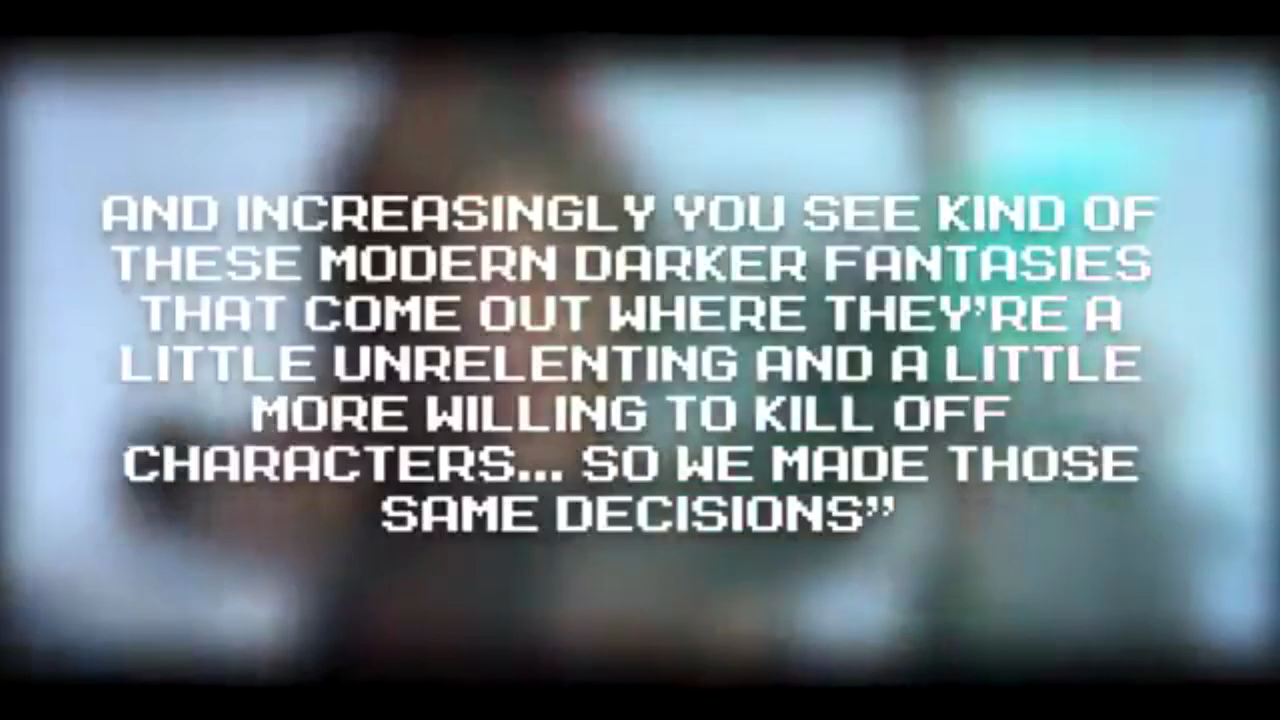 AND INCREASINGLY YOU SEE KIND OF
THESE MODERN DARKER FANTASIES
THAT COME OUT WHERE THEY’RE A
LITTLE UNRELENTING AND A LITTLE
MORE WILLING TO KILL OFF
CHARACTERS... SO WE MADE THOSE
SAME DECISIONS”